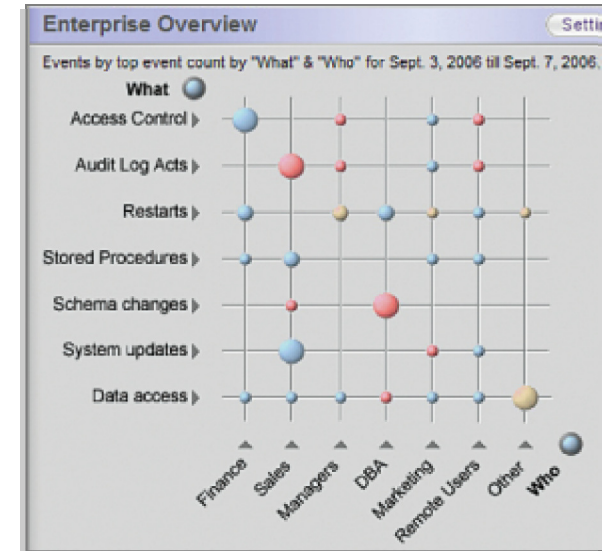 Enterprise Overview
Events by top event count by "What" & "Who" for Sept. 3, 2006 till Sept. 7, 2006.
What
Access Control
Audit Log Acts
Restarts
Stored Procedures
Schema changes
System updates
Data access
Finance
Sales
Managers
DBA
Marketing
Remote Users
Other
Who